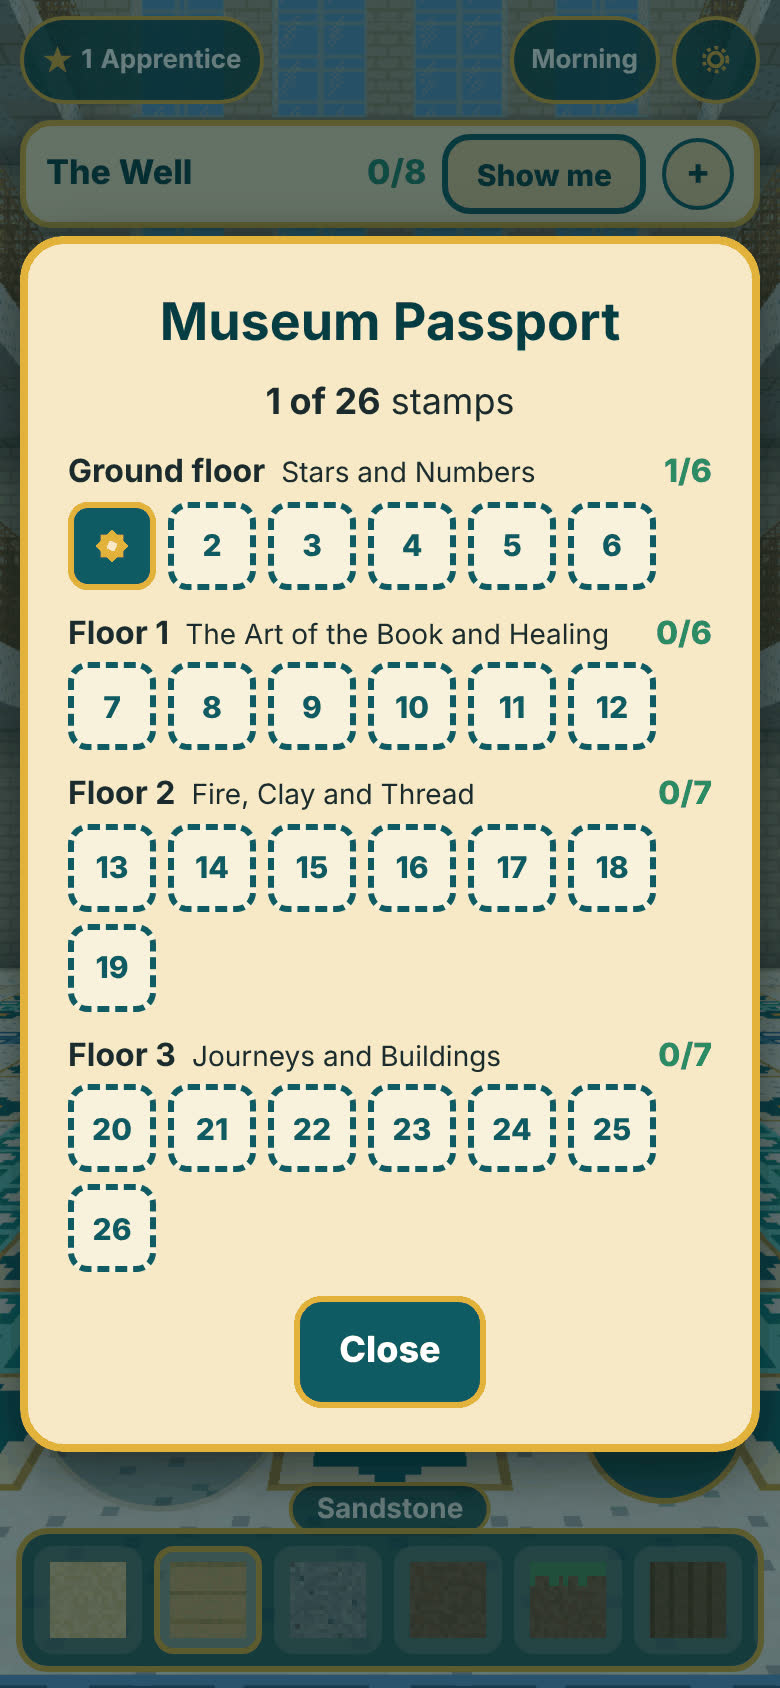 1 Apprentice
Morning
The Well 0/8 Show me +
Museum Passport
1 of 26 stamps
Ground floor Stars and Numbers 1/6
2 3 4 5 6
Floor 1 The Art of the Book and Healing 0/6
7 8 9 10 11 12
Floor 2 Fire, Clay and Thread 0/7
13 14 15 16 17 18
19
Floor 3 Journeys and Buildings 0/7
20 21 22 23 24 25
26
Close
Sandstone